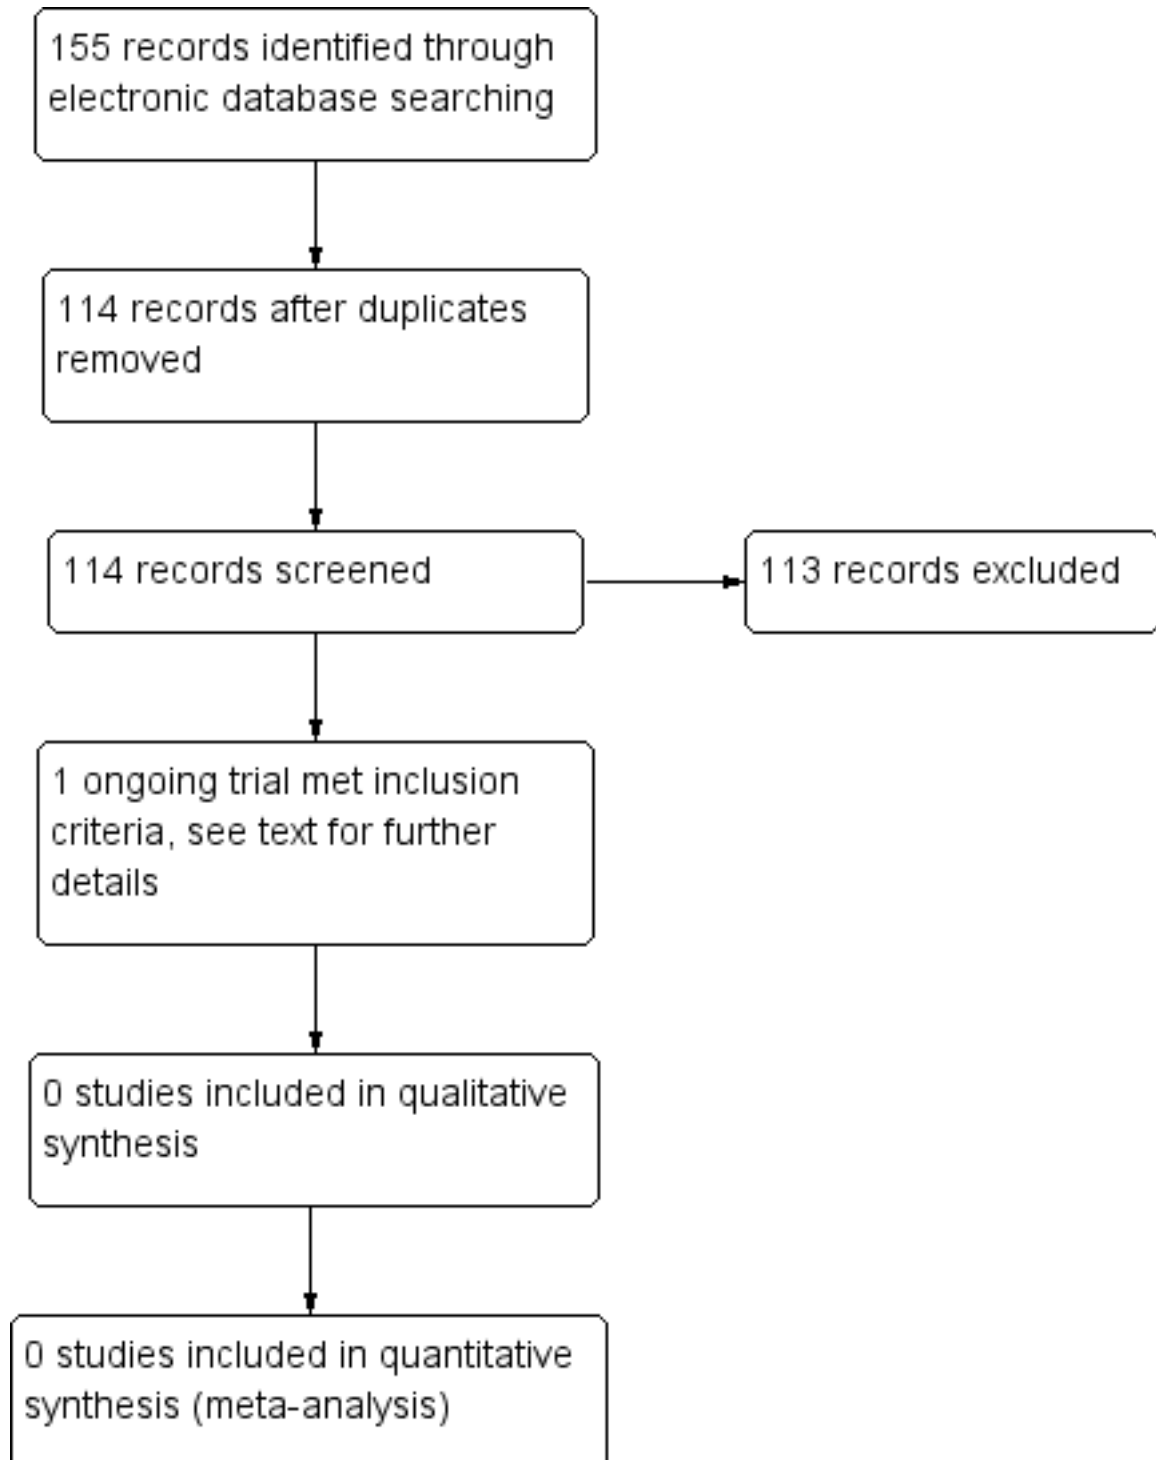 155 records identified through
electronic database searching
114 records after duplicates
removed
114 records screened
113 records excluded
1 ongoing trial met inclusion
criteria, see text for further
details
0 studies included in qualitative
synthesis
0 studies included in quantitative
synthesis (meta-analysis)